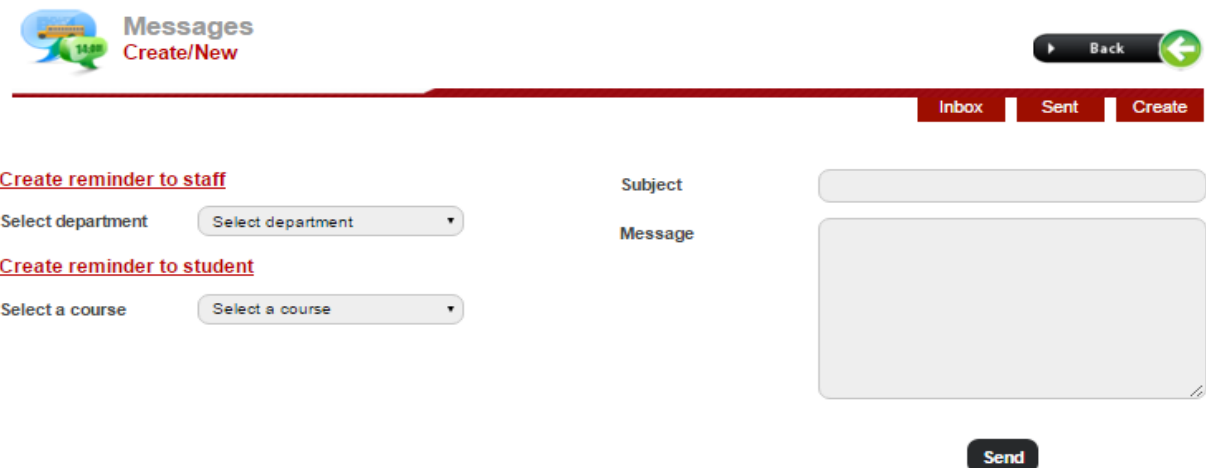 Messages
Create/New
Back
Inbox Sent Create
Create reminder to staff
Select department Select department
Create reminder to student
Select a course Select a course
Subject
Message
Send